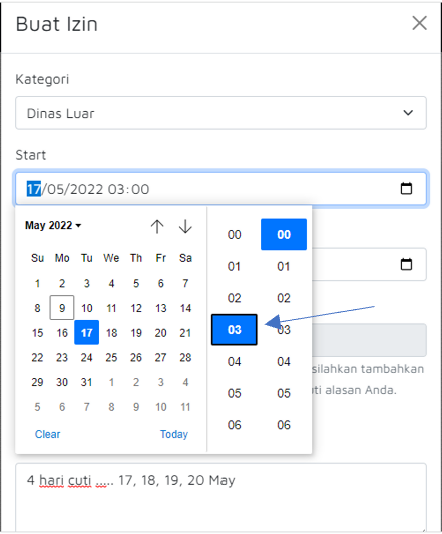 Buat Izin
Kategori
Dinas Luar
Start
17/05/2022 03:00
May 2022
Su Mo Tu We Th Fr Sa
1 2 3 4 5 6 7
8 9 10 11 12 13 14
15 16 17 18 19 20 21
22 23 24 25 26 27 28
29 30 31 1 2 3 4
5 6 7 8 9 10 11
Clear Today
00 00
01 01
02 02
03 03
04 04
05 05
06 06
silahkan tambahkan
alasan Anda.
4 hari cuti ..... 17, 18, 19, 20 May